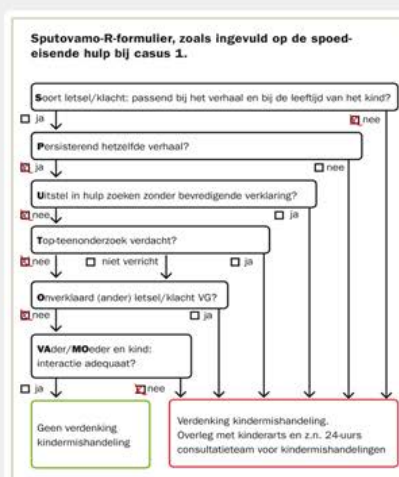 Sputovamo-R-formulier, zoals ingevuld op de spoed-
eisende hulp bij casus 1.
Soort letsel/klacht: passend bij het verhaal en bij de leeftijd van het kind?
ja
nee
Persisterend hetzelfde verhaal?
ja
nee
Uitstel in hulp zoeken zonder bevredigende verklaring?
nee
ja
Top-teenonderzoek verdacht?
nee
niet verricht
ja
Onverklaard (ander) letsel/klacht VG?
nee
ja
VAder/MOeder en kind:
interactie adequaat?
ja
nee
Geen verdenking
kindermishandeling
Verdenking kindermishandeling.
Overleg met kinderarts en z.n. 24-uurs
consultatieteam voor kindermishandelingen